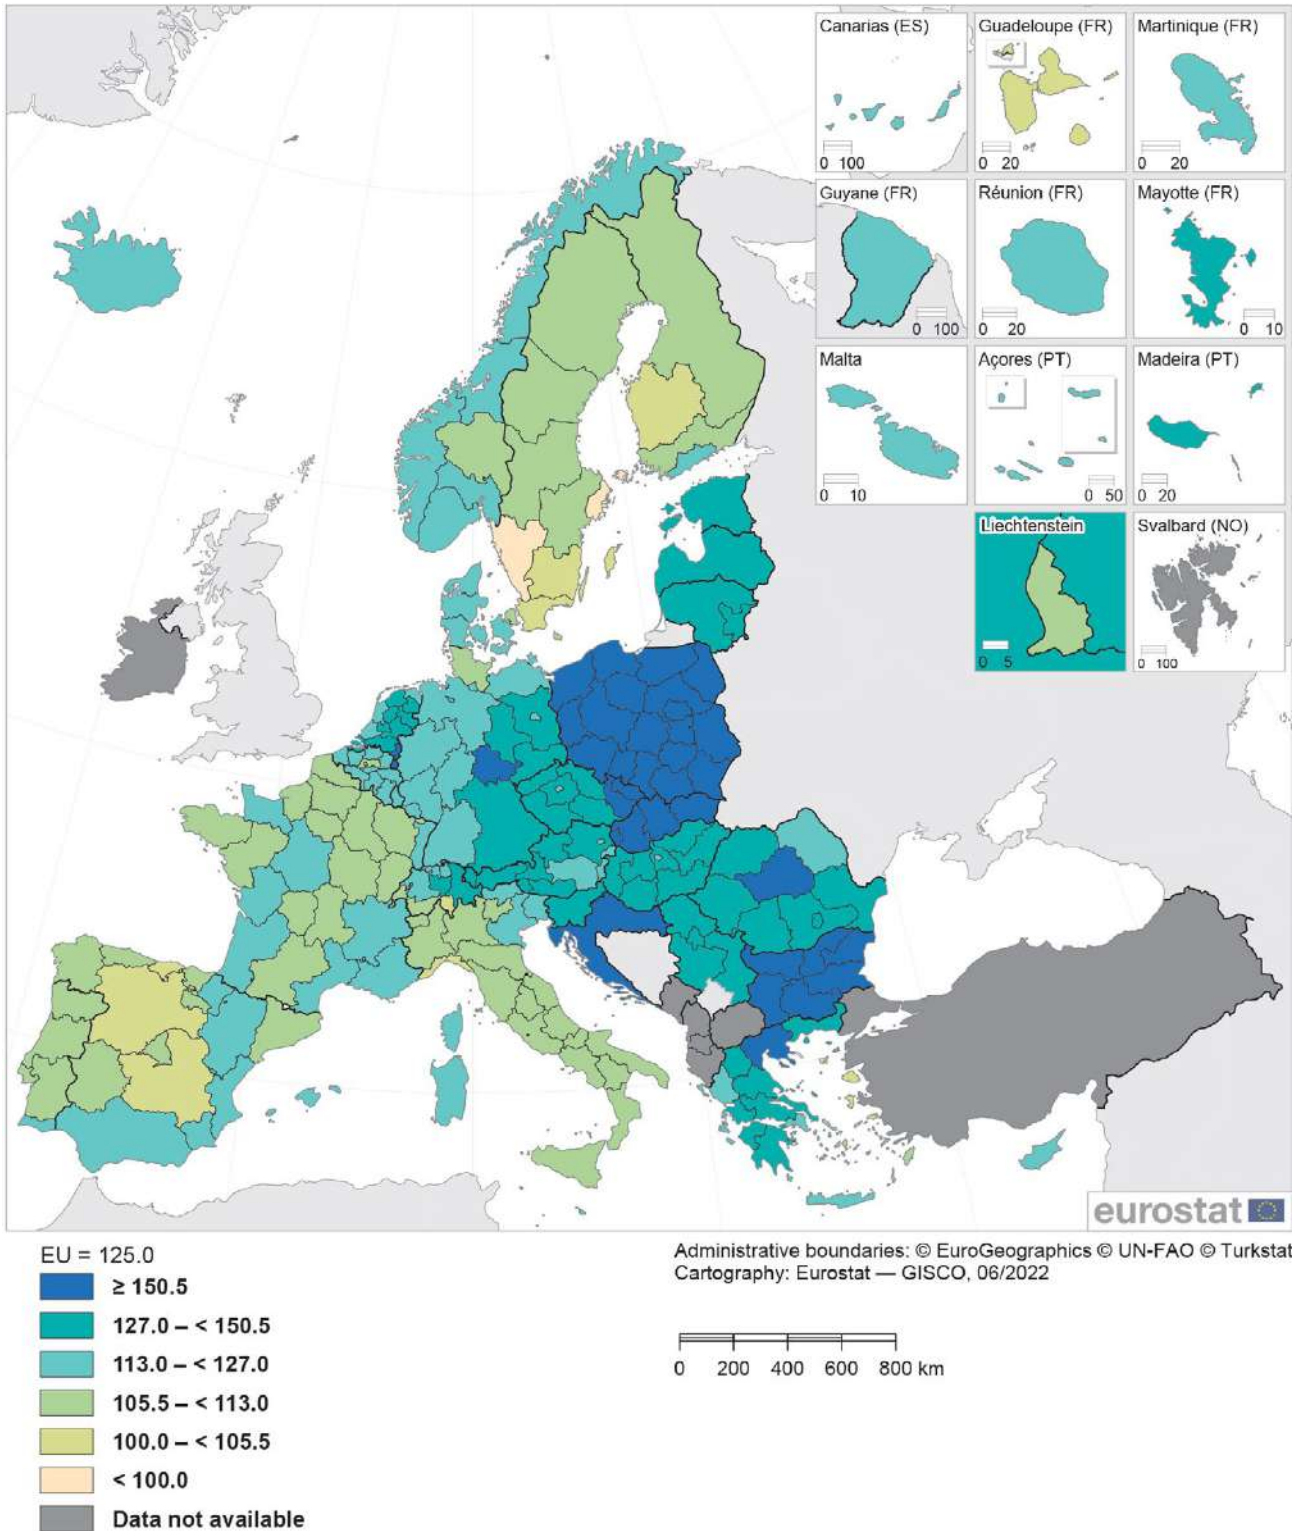 Canarias (ES)
0 100
Guadeloupe (FR)
0 20
Martinique (FR)
0 20
Guyane (FR)
0 100
Réunion (FR)
0 20
Mayotte (FR)
0 10
Malta
0 10
Açores (PT)
0 50
Madeira (PT)
0 20
Liechtenstein
0 5
Svalbard (NO)
0 100
eurostat
EU = 125.0
≥ 150.5
127.0 – < 150.5
113.0 – < 127.0
105.5 – < 113.0
100.0 – < 105.5
< 100.0
Data not available
Administrative boundaries: © EuroGeographics © UN-FAO © Turkstat
Cartography: Eurostat — GISCO, 06/2022
0 200 400 600 800 km